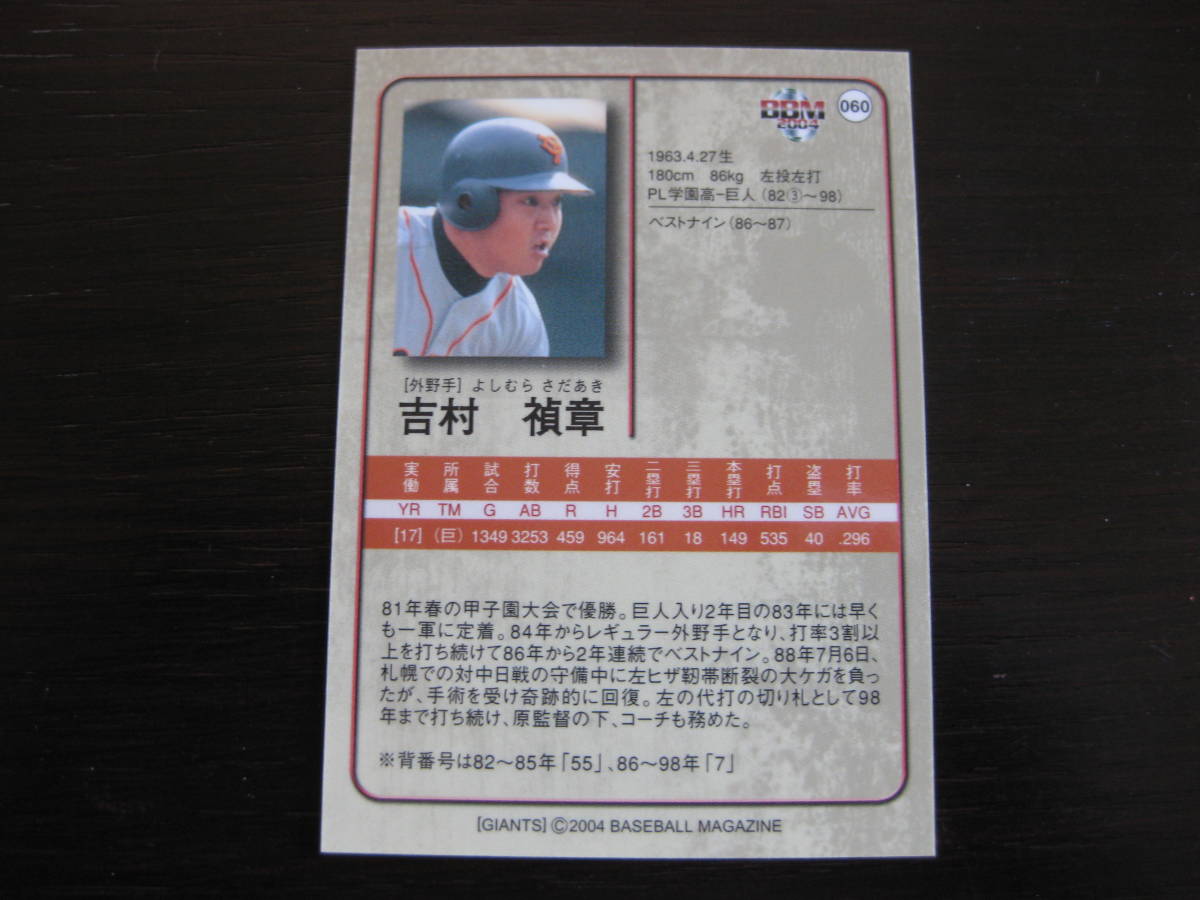 BBM
2004
060
1963.4.27生
180cm 86kg 左投左打
PL学園高-巨人(82③〜98)
ベストナイン(86〜87)
[外野手] よしむら さだあき
吉村 禎章
実働 所属 試合 打数 得点 安打 二塁打 三塁打 本塁打 打点 盗塁 打率
YR TM G AB R H 2B 3B HR RBI SB AVG
[17] (巨) 1349 3253 459 964 161 18 149 535 40 .296
81年春の甲子園大会で優勝。巨人入り2年目の83年には早く
も一軍に定着。84年からレギュラー外野手となり、打率3割以
上を打ち続けて86年から2年連続でベストナイン。88年7月6日、
札幌での対中日戦の守備中に左ヒザ靭帯断裂の大ケガを負っ
たが、手術を受け奇跡的に回復。左の代打の切り札として98
年まで打ち続け、原監督の下、コーチも務めた。
※背番号は82〜85年「55」、86〜98年「7」
[GIANTS] ©2004 BASEBALL MAGAZINE